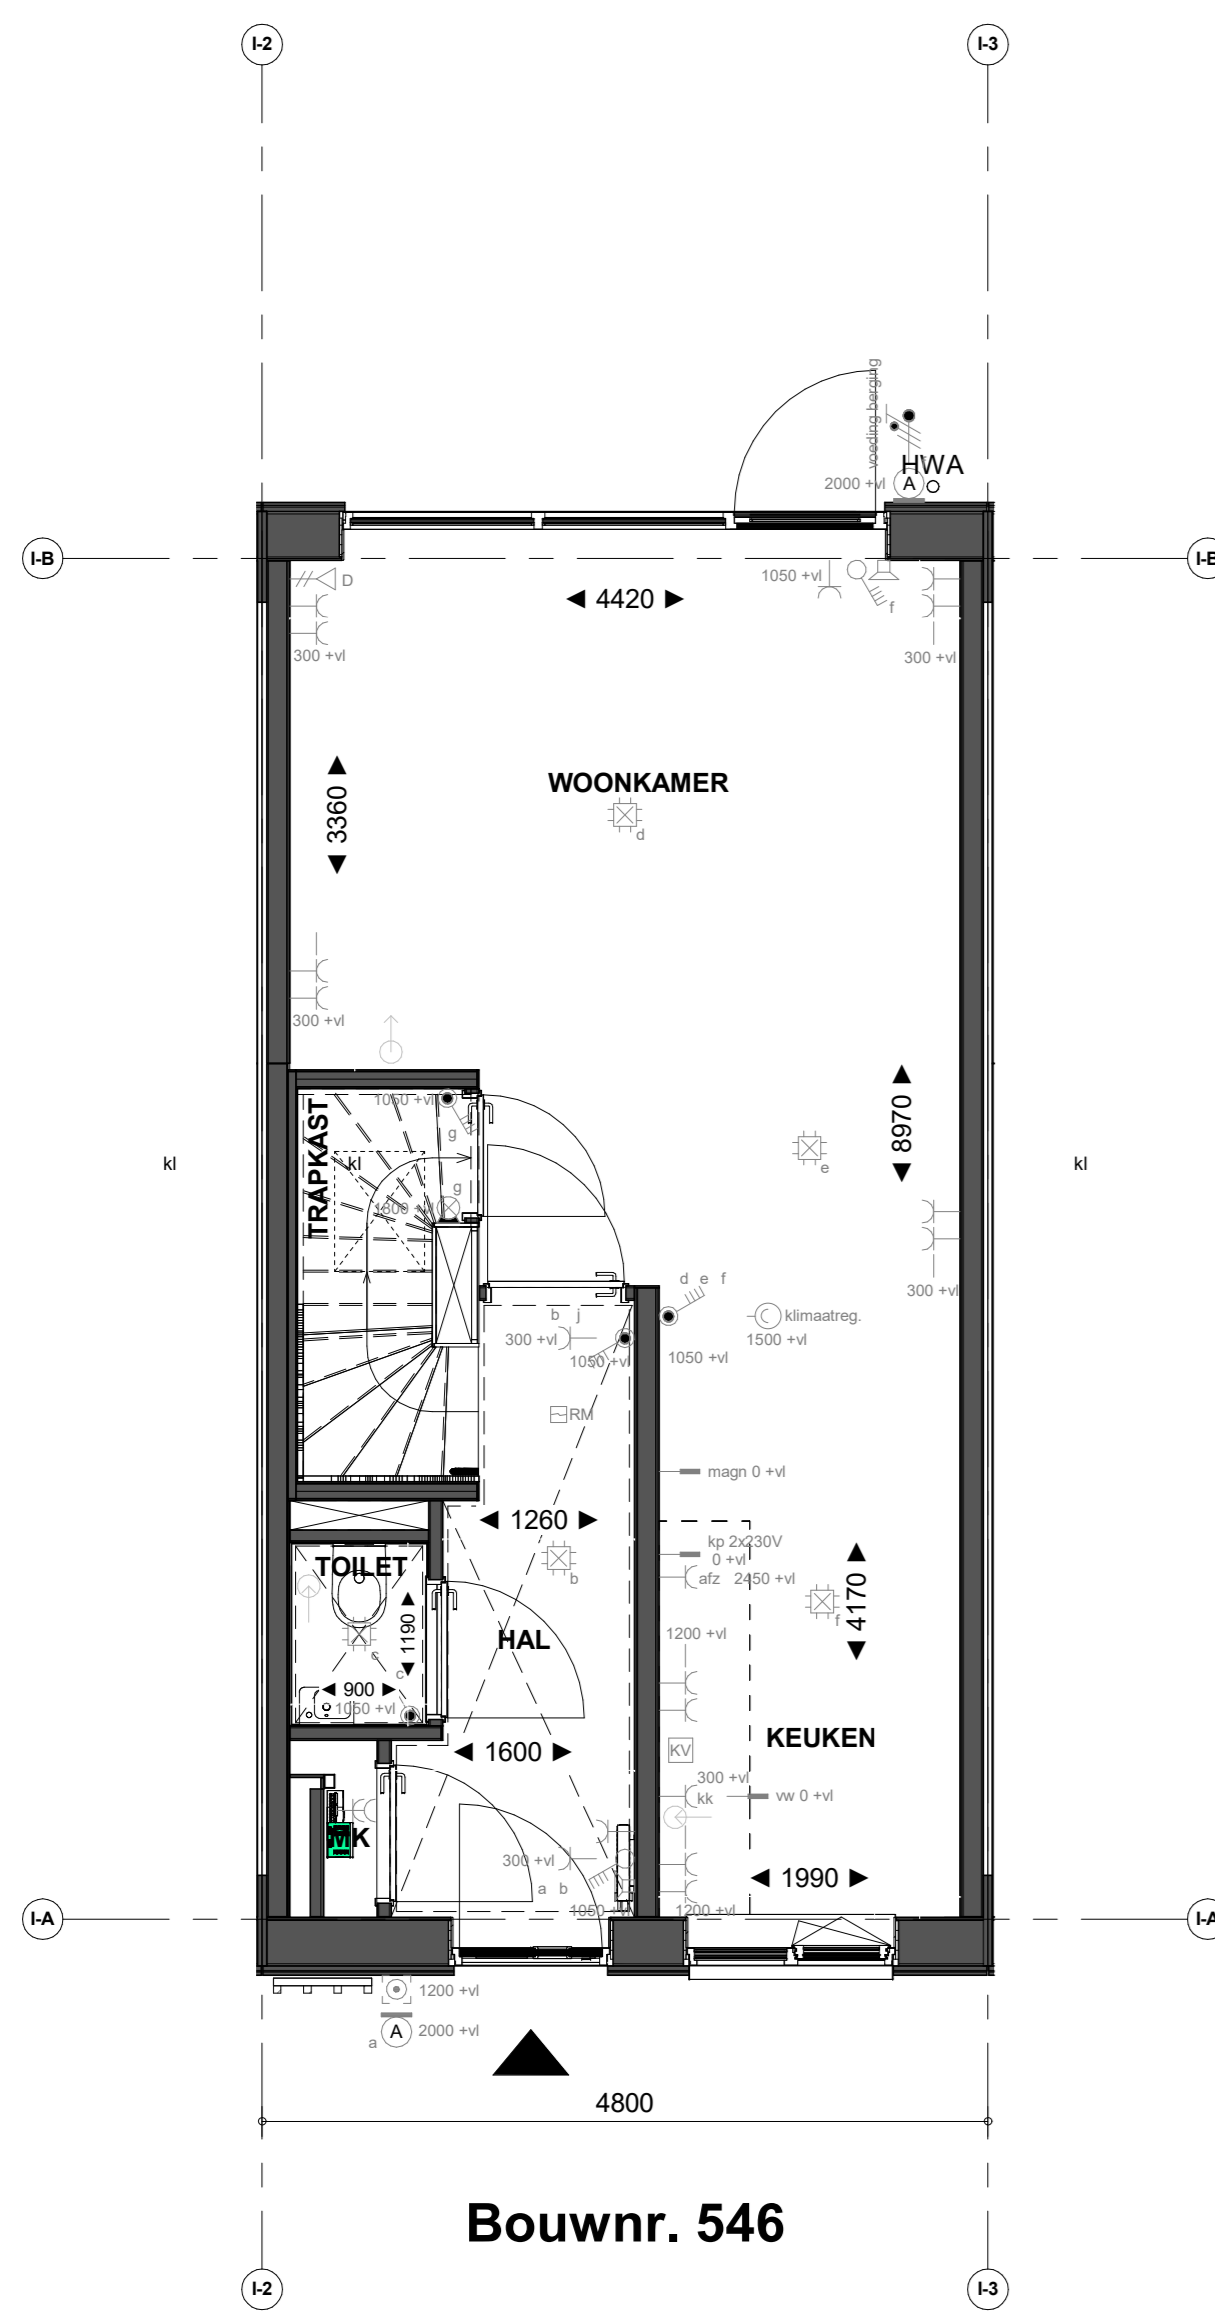 I-2
I-3
voeding berging
HWA
2000 +vl
A
I-B
I-B
D
1050 +vl
f
4420
300 +vl
300 +vl
WOONKAMER
d
3360
300 +vl
1050 +vl
g
TRAPKAST
8970
kl
kl
kl
e
g
1800 +vl
d e f
300 +vl
b j
300 +vl
klimaatreg.
1500 +vl
1050 +vl
1050 +vl
RM
magn 0 +vl
1260
kp 2x230V
0 +vl
TOILET
b
afz 2450 +vl
4170
f
1190
HAL
1200 +vl
c
c
900
1050 +vl
KEUKEN
1600
KV
300 +vl
kk
vw 0 +vl
MK
300 +vl
a b
1990
1050 +vl
1200 +vl
I-A
I-A
1200 +vl
A
2000 +vl
a
4800
Bouwnr. 546
I-2
I-3